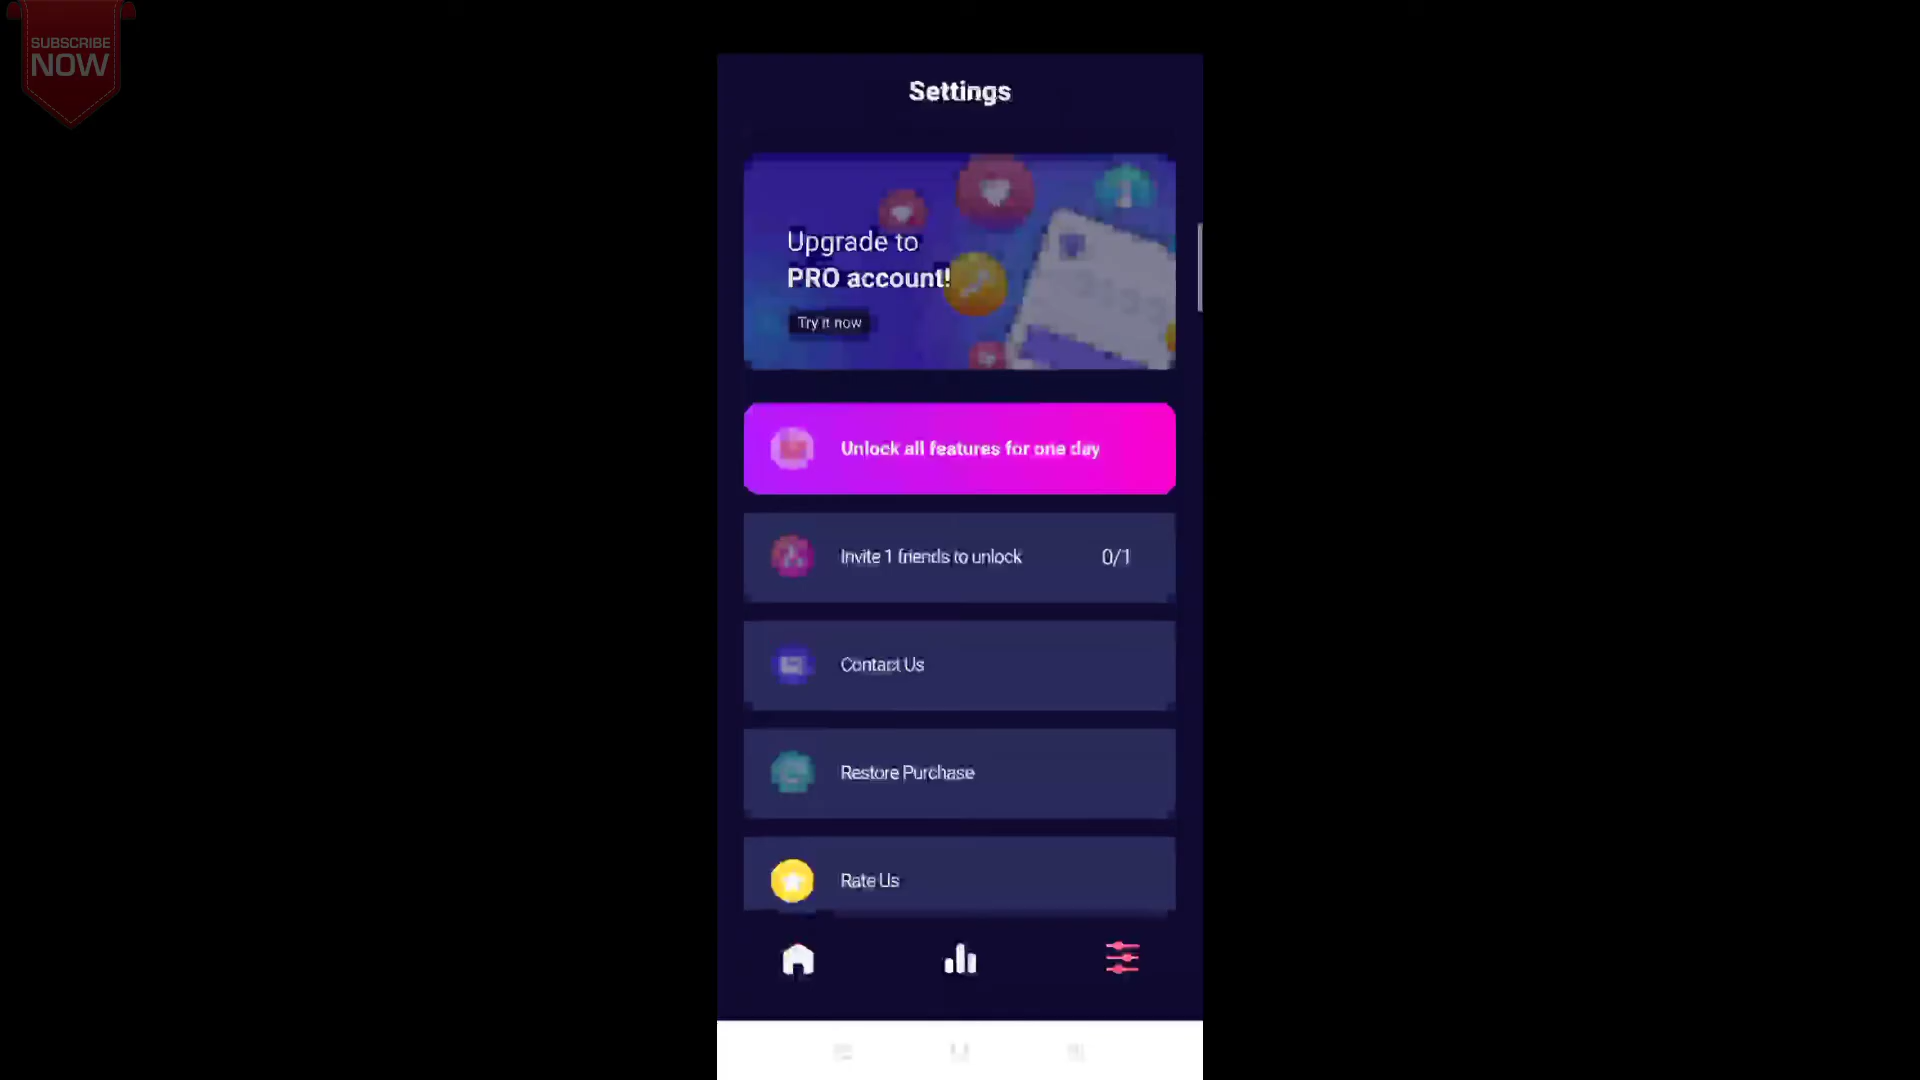 SUBSCRIBE
NOW
Settings
Upgrade to
PRO account!
Try it now
Unlock all features for one day
Invite 1 friends to unlock 0/1
Contact Us
Restore Purchase
Rate Us